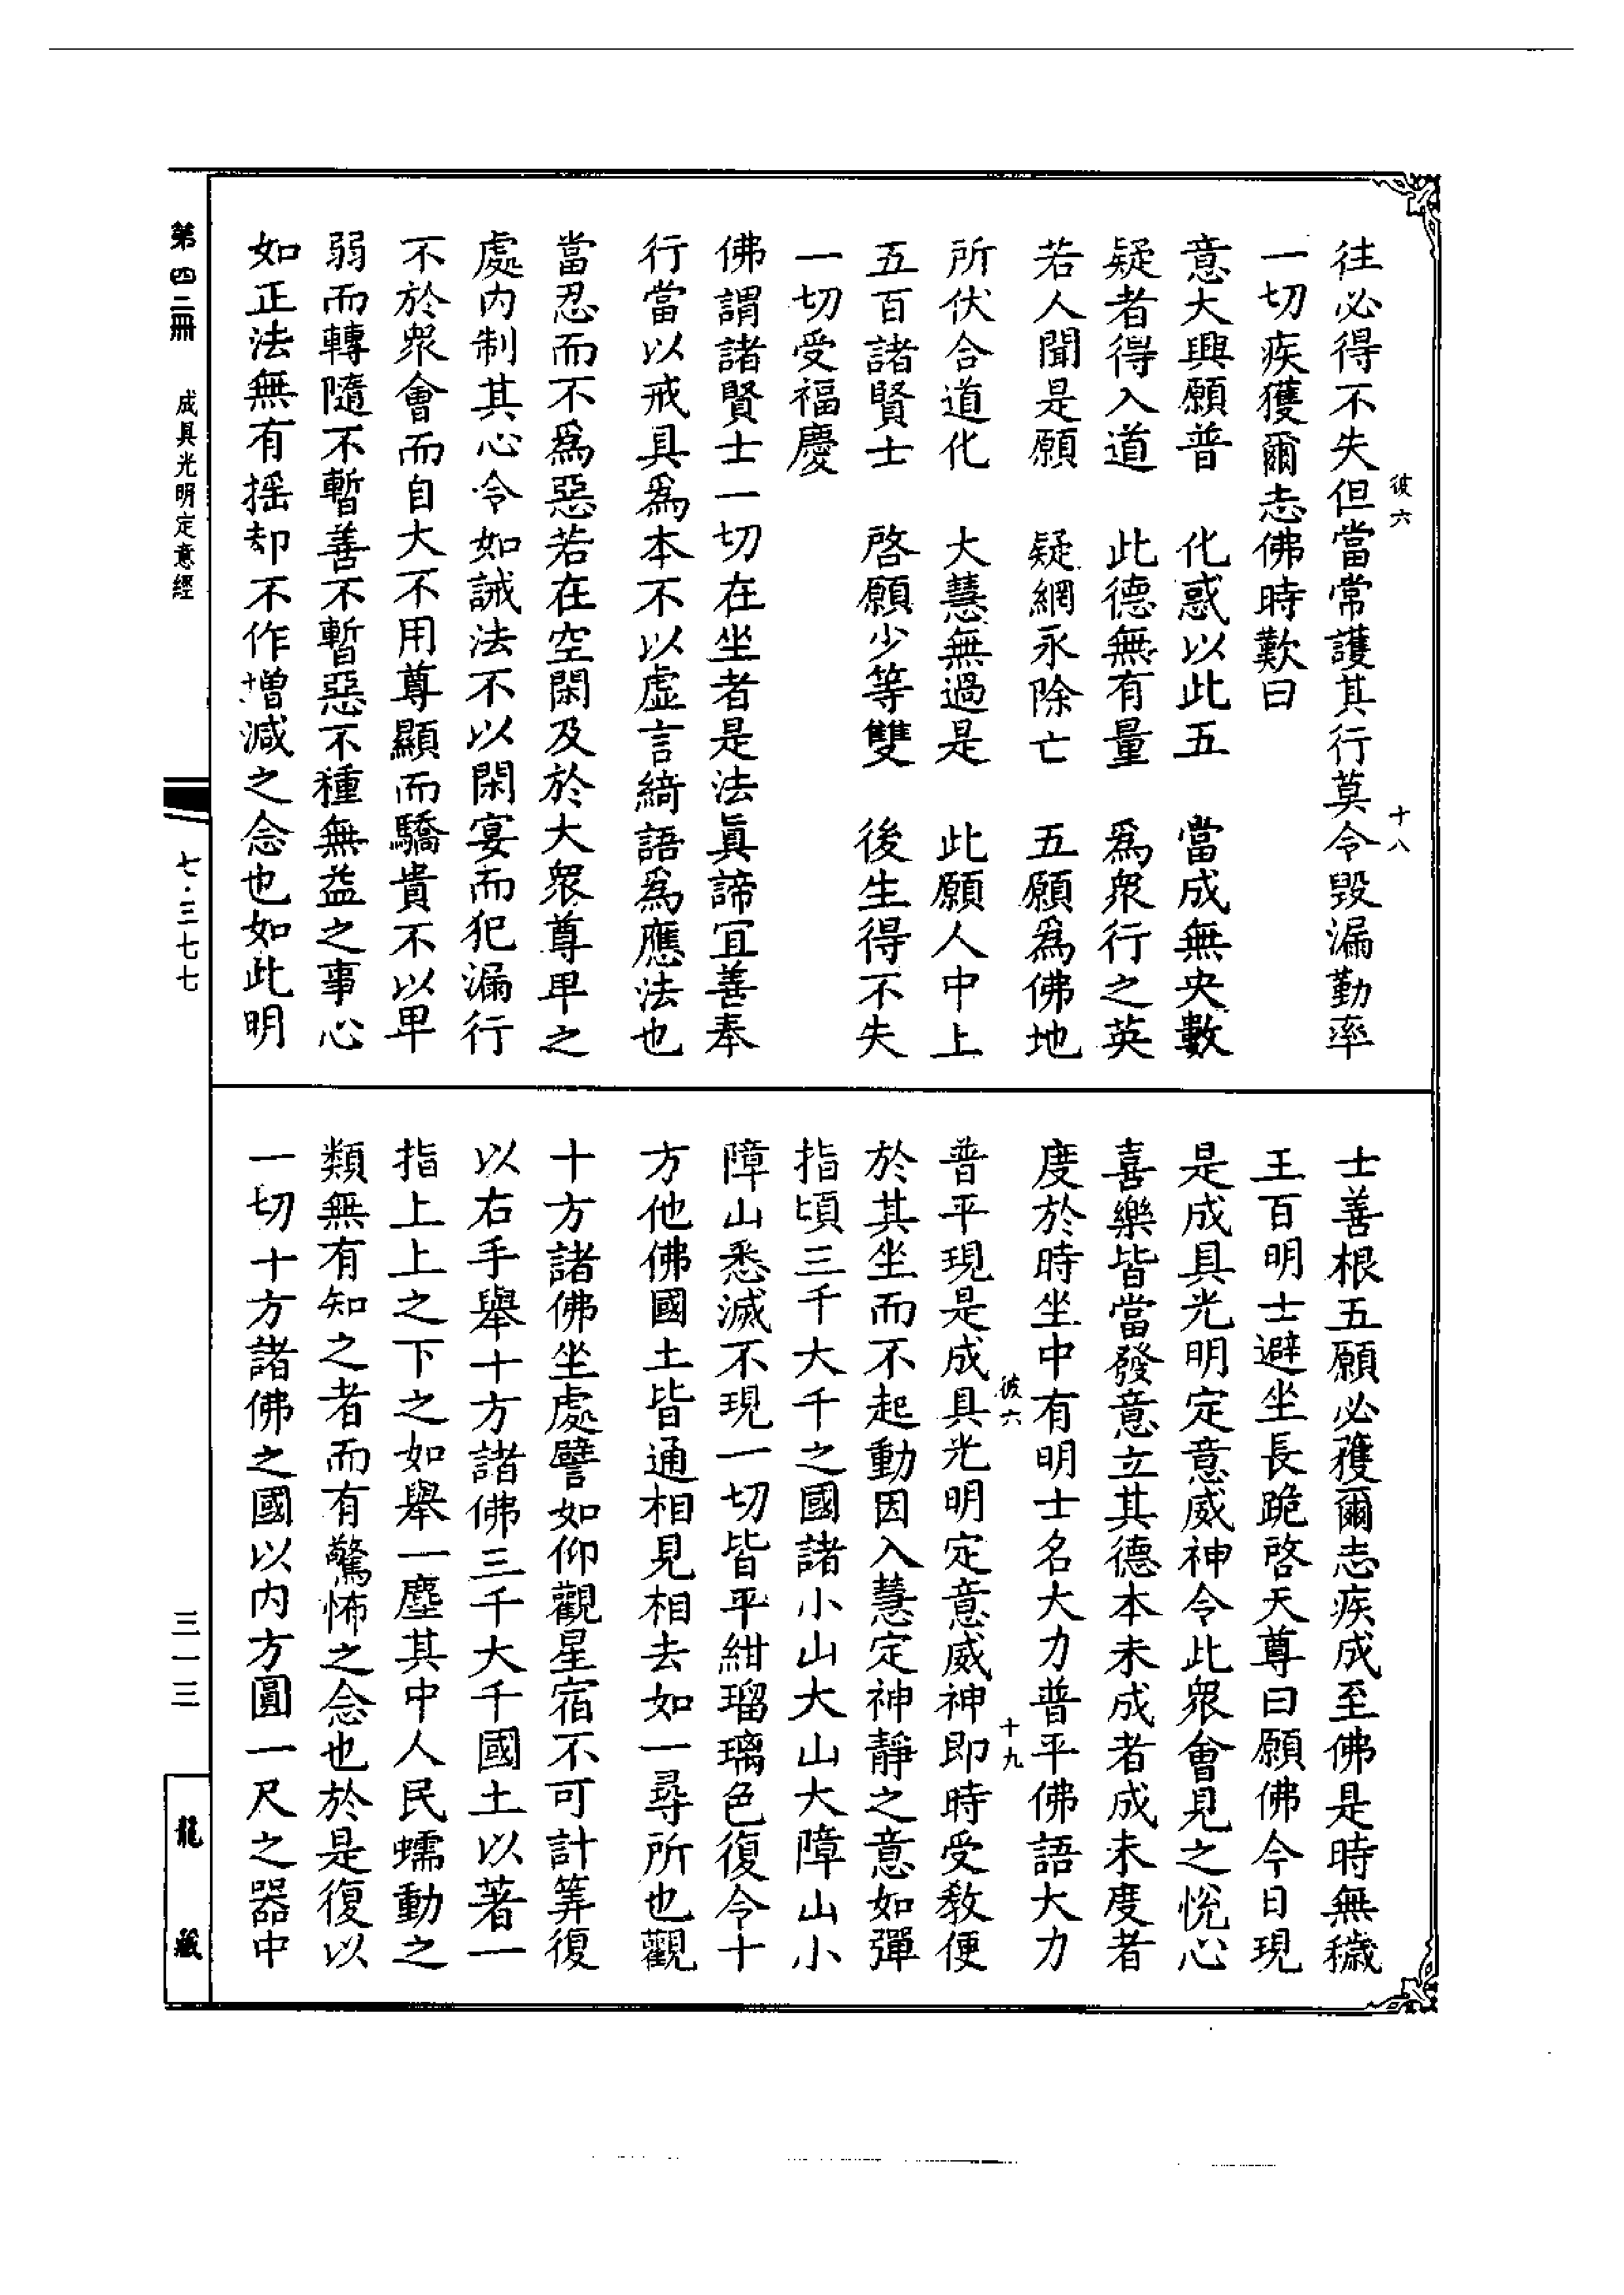 彼六 十八
往必得不失但當常護其行莫令毀漏勤率
一切疾獲爾志佛時歎曰
意大興願普 化惑以此五 當成無央數
疑者得入道 此德無有量 爲衆行之英
若人聞是願 疑網永除亡 五願爲佛地
所伏合道化 大慧無過是 此願人中上
五百諸賢士 啓願少等雙 後生得不失
一切受福慶
佛謂諸賢士一切在坐者是法眞諦宜善奉
行當以戒具爲本不以虛言綺語爲應法也
當忍而不爲惡若在空閑及於大衆尊卑之
處內制其心令如誡法不以閑宴而犯漏行
不於衆會而自大不用尊顯而驕貴不以卑
弱而轉隨不暫善不暫惡不種無益之事心
如正法無有搖却不作增減之念也如此明
士善根五願必獲爾志疾成至佛是時無穢
王百明士避坐長跪啓天尊曰願佛今日現
是成具光明定意威神令此衆會見之悅心
喜樂皆當發意立其德本未成者成未度者
度於時坐中有明士名大力普平佛語大力
彼六 十九
普平現是成具光明定意威神即時受敎便
於其坐而不起動因入慧定神靜之意如彈
指頃三千大千之國諸小山大山大障山小
障山悉滅不現一切皆平紺瑠璃色復令十
方他佛國土皆通相見相去如一尋所也觀
十方諸佛坐處譬如仰觀星宿不可計筭復
以右手舉十方諸佛三千大千國土以著一
指上上之下之如舉一塵其中人民蠕動之
類無有知之者而有驚怖之念也於是復以
一切十方諸佛之國以內方圓一尺之器中
第四二冊 成具光明定意經 七·三七七 三一三 龍藏